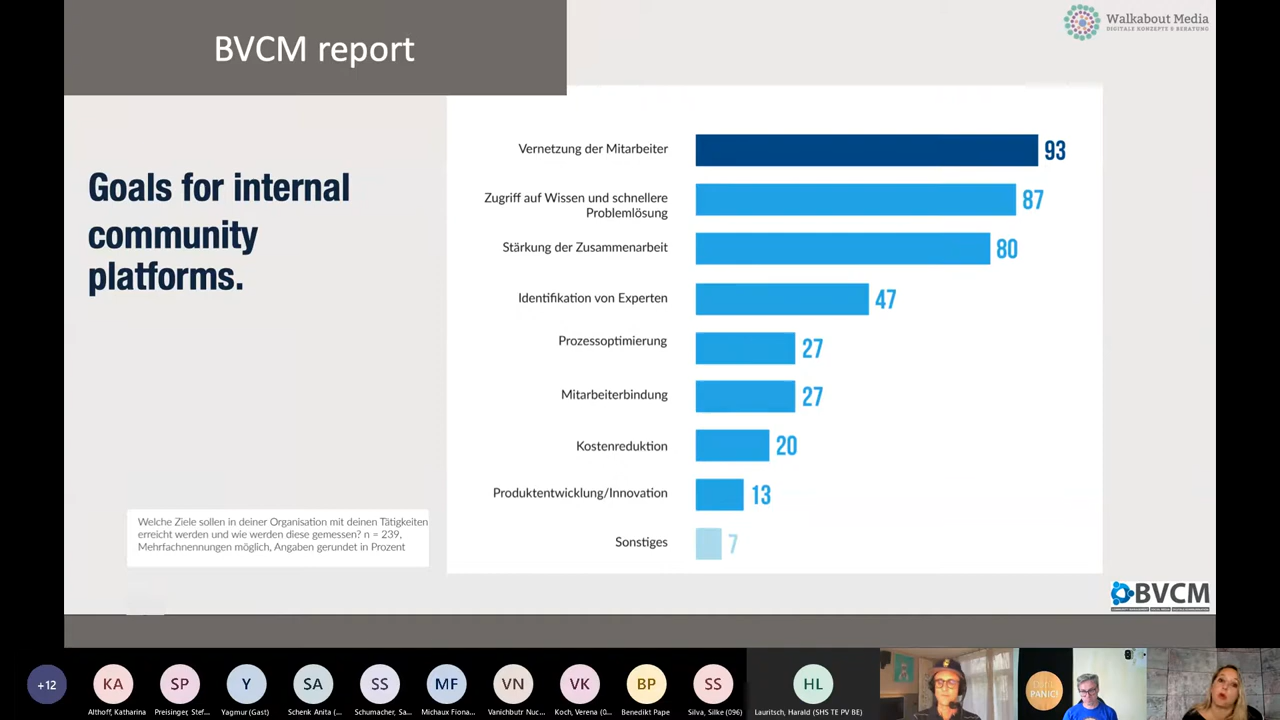 BVCM report
Walkabout Media
DIGITALE KONZEPTE & BERATUNG
Goals for internal
community
platforms.
Vernetzung der Mitarbeiter
93
Zugriff auf Wissen und schnellere
Problemlösung
87
Stärkung der Zusammenarbeit
80
Identifikation von Experten
47
Prozessoptimierung
27
Mitarbeiterbindung
27
Kostenreduktion
20
Produktentwicklung/Innovation
13
Sonstiges
7
Welche Ziele sollen in deiner Organisation mit deinen Tätigkeiten
erreicht werden und wie werden diese gemessen? n = 239,
Mehrfachnennungen möglich, Angaben gerundet in Prozent
BVCM
+12
KA
SP
Y
SA
SS
MF
VN
VK
BP
SS
HL
PANIC!
Althoff, Katharina
Preisinger, Stef...
Yagmur (Gast)
Schenk Anita (...
Schumacher, Sa...
Michaux Fiona...
Vanichbutr Nuc...
Koch, Verena (0...
Benedikt Pape
Silva, Silke (096)
Lauritsch, Harald (SHS TE PV BE)